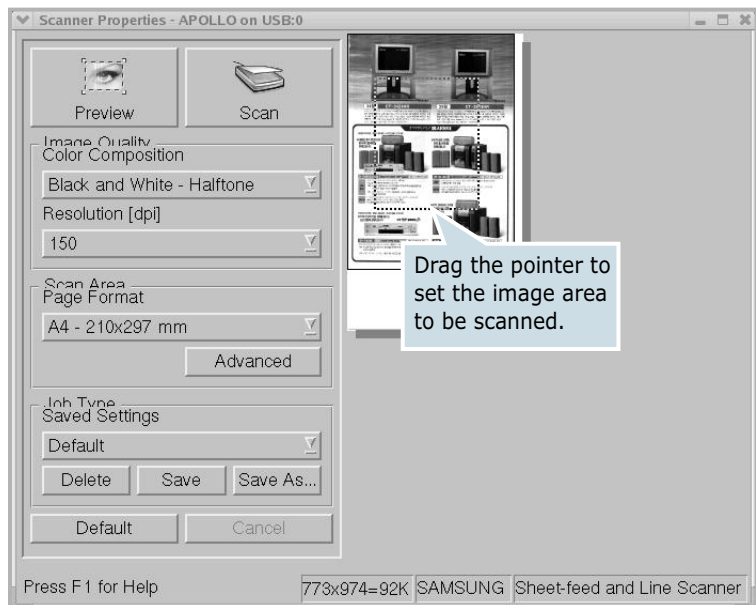 Scanner Properties - APOLLO on USB:0
Preview
Scan
Image Quality
Color Composition
Black and White - Halftone
Resolution [dpi]
150
Scan Area
Page Format
A4 - 210x297 mm
Advanced
Job Type
Saved Settings
Default
Delete
Save
Save As...
Default
Cancel
Drag the pointer to
set the image area
to be scanned.
Press F1 for Help
773x974=92K
SAMSUNG
Sheet-feed and Line Scanner